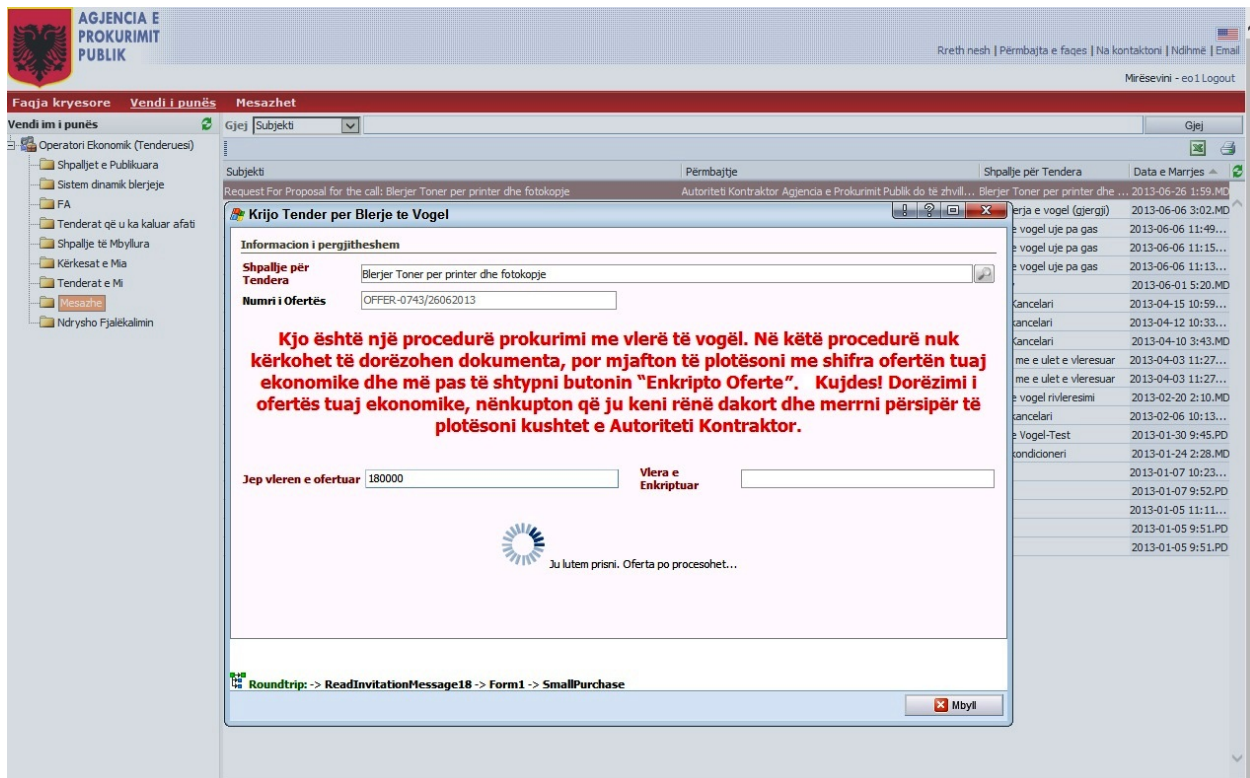 AGJENCIA E
PROKURIMIT
PUBLIK
Rreth nesh | Përmbajta e faqes | Na kontaktoni | Ndihmë | Email
Mirësevini - eo1 Logout
Faqja kryesore Vendi i punës Mesazhet
Vendi im i punës
Gjej Subjekti Gjej
Operatori Ekonomik (Tenderuesi)
Shpalljet e Publikuara
Sistem dinamik blerjeje
FA
Tenderat që u ka kaluar afati
Shpallje të Mbyllura
Kërkesat e Mia
Tenderat e Mi
Mesazhe
Ndrysho Fjalëkalimin
Subjekti Përmbajtje Shpallje për Tendera Data e Marrjes
Request For Proposal for the call: Blerjer Toner per printer dhe fotokopje Autoriteti Kontraktor Agjencia e Prokurimit Publik do të zhvill... Blerjer Toner per printer dhe ... 2013-06-26 1:59.MD
erja e vogel (gjergji) 2013-06-06 3:02.MD
e vogel uje pa gas 2013-06-06 11:49...
e vogel uje pa gas 2013-06-06 11:15...
e vogel uje pa gas 2013-06-06 11:13...
2013-06-01 5:20.MD
Kancelari 2013-04-15 10:59...
kancelari 2013-04-12 10:33...
Kancelari 2013-04-10 3:43.MD
me e ulet e vleresuar 2013-04-03 11:27...
me e ulet e vleresuar 2013-04-03 11:27...
e vogel rivleresimi 2013-02-20 2:10.MD
kancelari 2013-02-06 10:13...
e Vogel-Test 2013-01-30 9:45.PD
kondicioneri 2013-01-24 2:28.MD
2013-01-07 10:23...
2013-01-07 9:52.PD
2013-01-05 11:11...
2013-01-05 9:51.PD
2013-01-05 9:51.PD
Krijo Tender per Blerje te Vogel
Informacion i pergjitheshem
Shpallje për
Tendera
Blerjer Toner per printer dhe fotokopje
Numri i Ofertës OFFER-0743/26062013
Kjo është një procedurë prokurimi me vlerë të vogël. Në këtë procedurë nuk
kërkohet të dorëzohen dokumenta, por mjafton të plotësoni me shifra ofertën tuaj
ekonomike dhe më pas të shtypni butonin “Enkripto Oferte”. Kujdes! Dorëzimi i
ofertës tuaj ekonomike, nënkupton që ju keni rënë dakort dhe merrni përsipër të
plotësoni kushtet e Autoriteti Kontraktor.
Jep vleren e ofertuar 180000
Vlera e
Enkriptuar
Ju lutem prisni. Oferta po procesohet...
Roundtrip: -> ReadInvitationMessage18 -> Form1 -> SmallPurchase
Mbyll